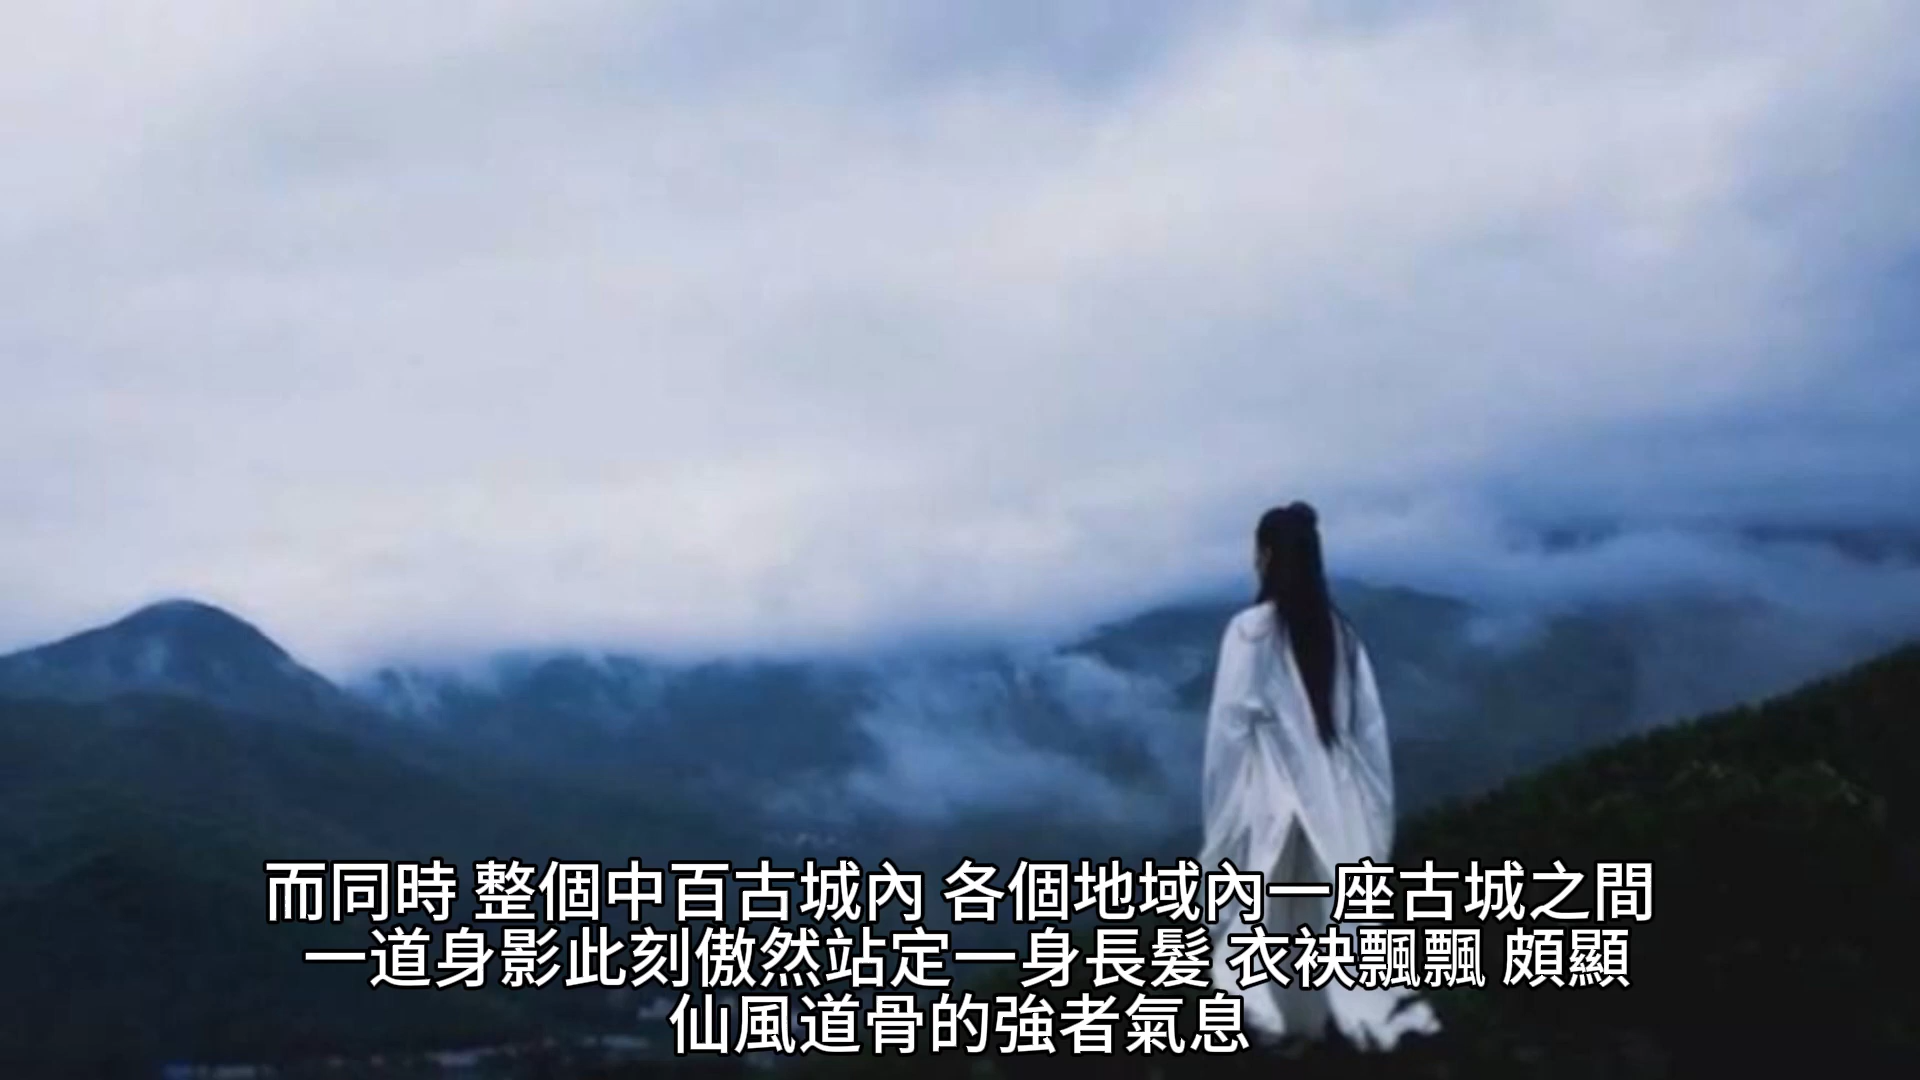 而同時 整個中百古城內 各個地域內一座古城之間
一道身影此刻傲然站定一身長髮 衣袂飄飄 頗顯
仙風道骨的強者氣息